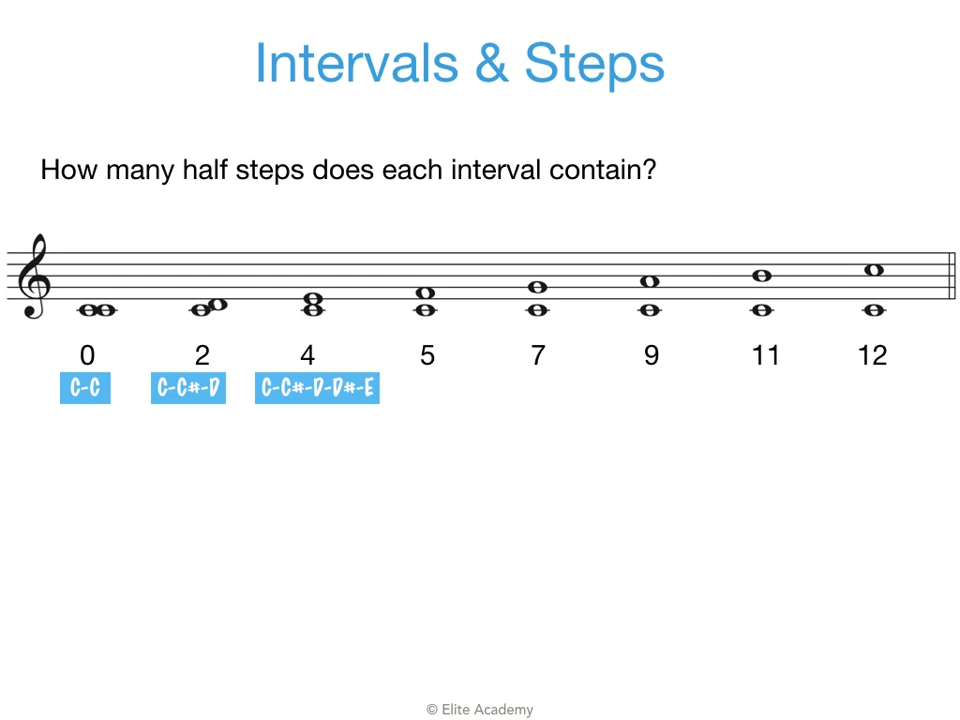 Intervals & Steps
How many half steps does each interval contain?
0 2 4 5 7 9 11 12
C-C C-C#-D C-C#-D-D#-E
© Elite Academy